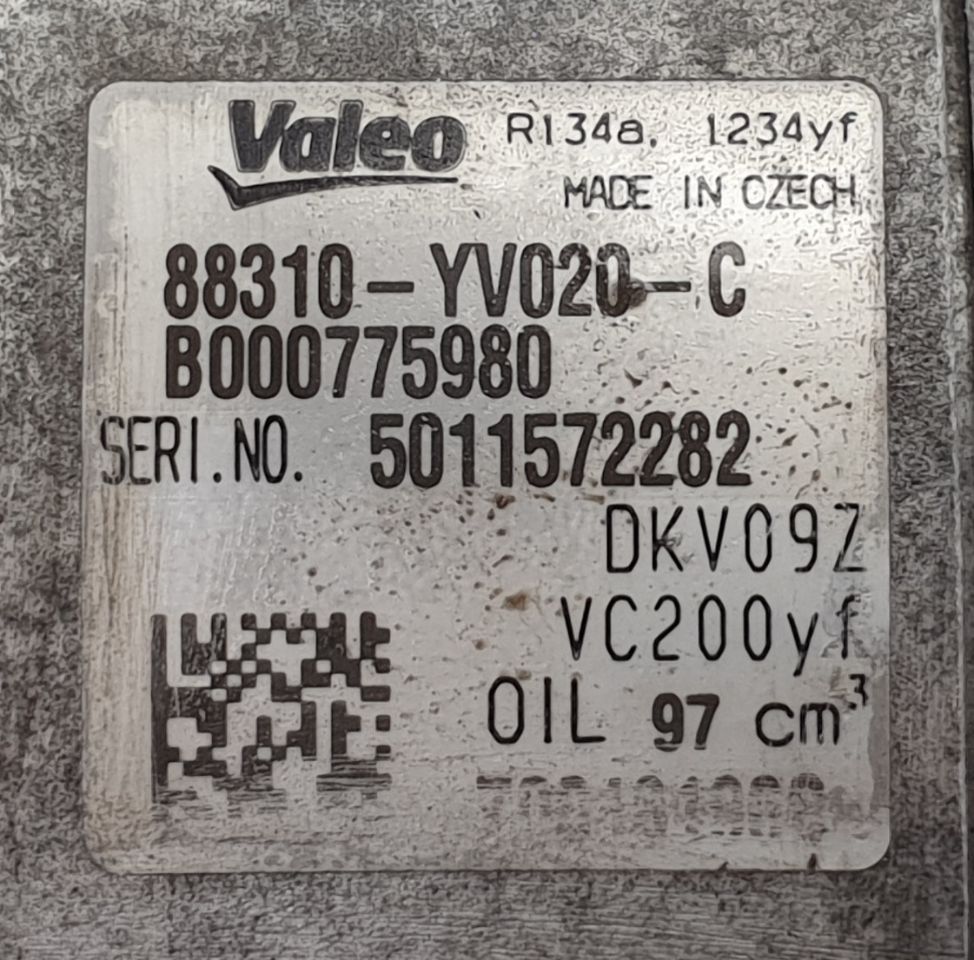 Valeo R134a, 1234yf
MADE IN CZECH
88310-YV020-C
B000775980
SERI.NO. 5011572282
DKV09Z
VC200yf
OIL 97 cm³